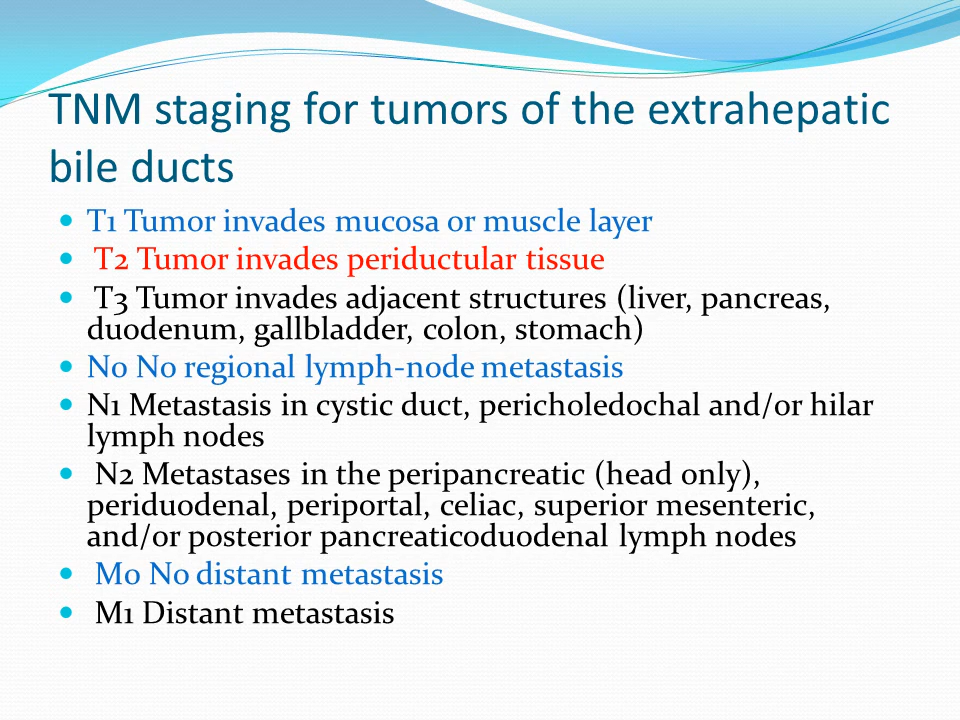 TNM staging for tumors of the extrahepatic
bile ducts
• T1 Tumor invades mucosa or muscle layer
• T2 Tumor invades periductular tissue
• T3 Tumor invades adjacent structures (liver, pancreas,
duodenum, gallbladder, colon, stomach)
• N0 No regional lymph-node metastasis
• N1 Metastasis in cystic duct, pericholedochal and/or hilar
lymph nodes
• N2 Metastases in the peripancreatic (head only),
periduodenal, periportal, celiac, superior mesenteric,
and/or posterior pancreaticoduodenal lymph nodes
• M0 No distant metastasis
• M1 Distant metastasis